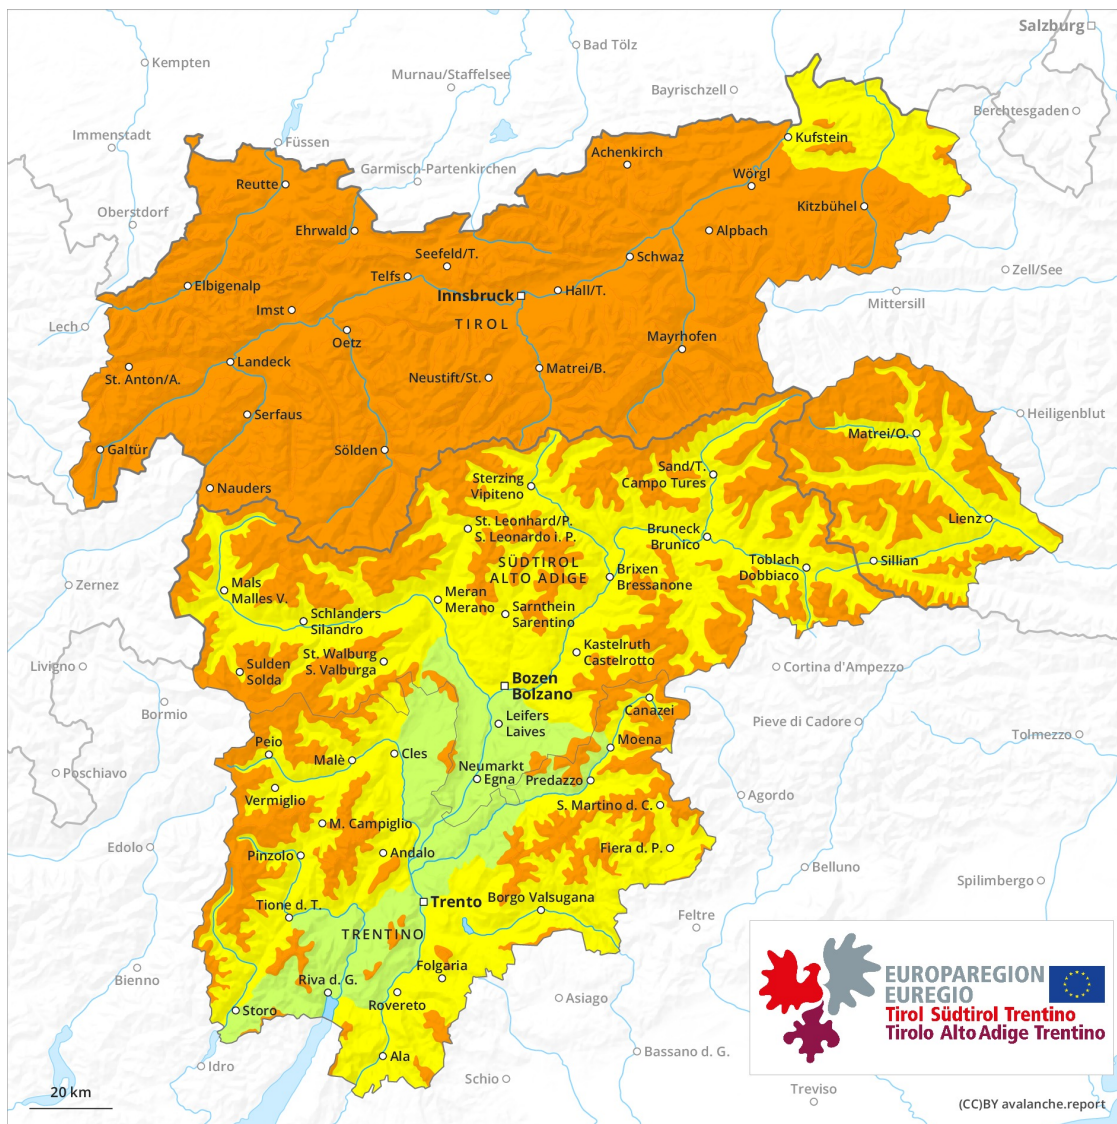 Salzburg
Bad Tölz
Kempten
Murnau/Staffelsee
Bayrischzell
Berchtesgaden
Immenstadt
Füssen
Kufstein
Achenkirch
Garmisch-Partenkirchen
Wörgl
Reutte
Oberstdorf
Kitzbühel
Ehrwald
Alpbach
Seefeld/T.
Schwaz
Telfs
Zell/See
Elbigenalp
Hall/T.
Innsbruck
Mittersill
Imst
TIROL
Lech
Oetz
Mayrhofen
Landeck
Matrei/B.
St. Anton/A.
Neustift/St.
Serfaus
Heiligenblut
Matrei/O.
Galtür
Sölden
Sand/T.
Campo Tures
Sterzing
Vipiteno
Nauders
Lienz
St. Leonhard/P.
S. Leonardo i. P.
Bruneck
Brunico
SÜDTIROL
ALTO ADIGE
Toblach
Dobbiaco
Sillian
Brixen
Bressanone
Zernez
Mals
Malles V.
Meran
Merano
Sarnthein
Sarentino
Schlanders
Silandro
Kastelruth
Castelrotto
St. Walburg
S. Valburga
Livigno
Sulden
Solda
Cortina d'Ampezzo
Bozen
Bolzano
Canazei
Bormio
Leifers
Laives
Pieve di Cadore
Tolmezzo
Moena
Peio
Cles
Malè
Poschiavo
Neumarkt
Egna
Predazzo
Vermiglio
Agordo
S. Martino d. C.
M. Campiglio
Edolo
Pinzolo
Andalo
Fiera d. P.
Belluno
Spilimbergo
Tione d. T.
Trento
Borgo Valsugana
Feltre
TRENTINO
Folgaria
Bienno
Riva d. G.
Rovereto
Asiago
Storo
Ala
Bassano d. G.
Idro
Schio
Treviso
20 km
EUROPAREGION
EUREGIO
Tirol Südtirol Trentino
Tirolo Alto Adige Trentino
(CC)BY avalanche.report